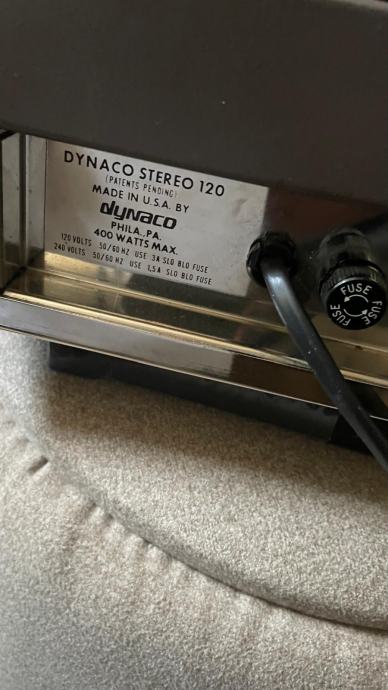 DYNACO STEREO 120
(PATENTS PENDING)
MADE IN U.S.A. BY
dynaco
PHILA., PA.
400 WATTS MAX.
120 VOLTS 50/60 HZ USE 3A SLO BLO FUSE
240 VOLTS 50/60 HZ USE 1,5A SLO BLO FUSE
FUSE
FUSE
FUSE